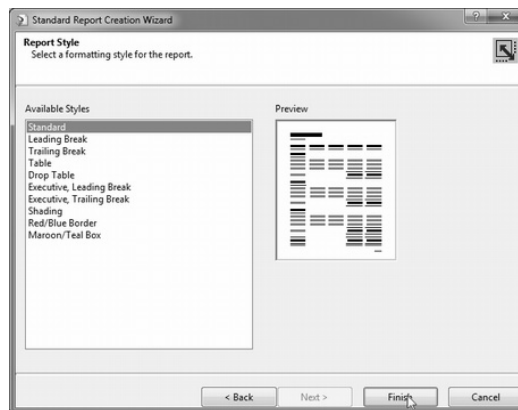 Standard Report Creation Wizard
Report Style
Select a formatting style for the report.
Available Styles
Preview
Standard
Leading Break
Trailing Break
Table
Drop Table
Executive, Leading Break
Executive, Trailing Break
Shading
Red/Blue Border
Maroon/Teal Box
< Back
Next >
Finish
Cancel